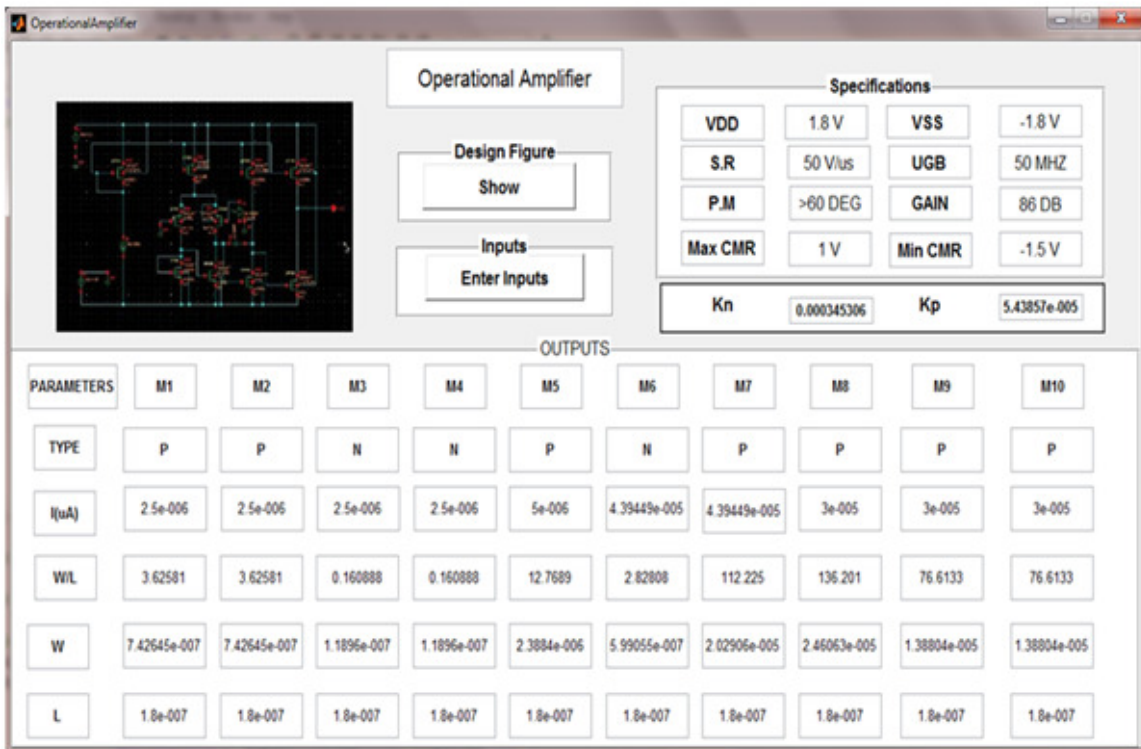 OperationalAmplifier
Operational Amplifier
Design Figure
Show
Inputs
Enter Inputs
Specifications
VDD 1.8 V VSS -1.8 V
S.R 50 V/us UGB 50 MHZ
P.M >60 DEG GAIN 86 DB
Max CMR 1 V Min CMR -1.5 V
Kn 0.000345306 Kp 5.43857e-005
OUTPUTS
PARAMETERS M1 M2 M3 M4 M5 M6 M7 M8 M9 M10
TYPE P P N N P N P P P P
I(uA) 2.5e-006 2.5e-006 2.5e-006 2.5e-006 5e-006 4.39449e-005 4.39449e-005 3e-005 3e-005 3e-005
W/L 3.62581 3.62581 0.160888 0.160888 12.7689 2.82808 112.225 136.201 76.6133 76.6133
W 7.42645e-007 7.42645e-007 1.1896e-007 1.1896e-007 2.3884e-006 5.99055e-007 2.02906e-005 2.46063e-005 1.38804e-005 1.38804e-005
L 1.8e-007 1.8e-007 1.8e-007 1.8e-007 1.8e-007 1.8e-007 1.8e-007 1.8e-007 1.8e-007 1.8e-007